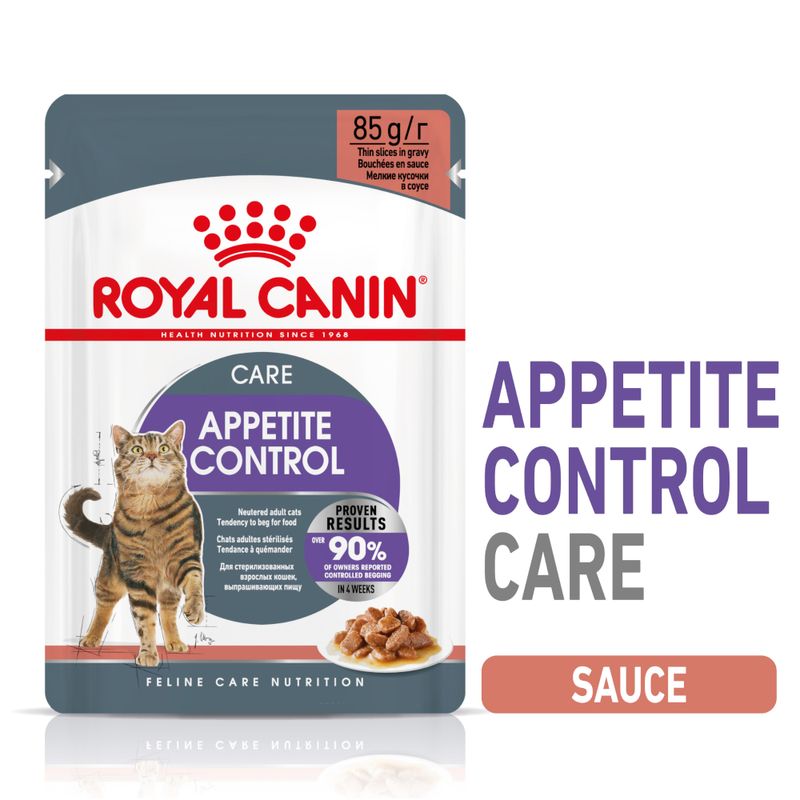 85 g/г
Thin slices in gravy
Bouchées en sauce
Мелкие кусочки
в соусе
ROYAL CANIN®
HEALTH NUTRITION SINCE 1968
CARE
APPETITE
CONTROL
Neutered adult cats
Tendency to beg for food
Chats adultes stérilisés
Tendance à quémander
Для стерилизованных
взрослых кошек,
выпрашивающих пищу
PROVEN
RESULTS
OVER 90%
OF OWNERS REPORTED
CONTROLLED BEGGING
IN 4 WEEKS
FELINE CARE NUTRITION
APPETITE
CONTROL
CARE
SAUCE